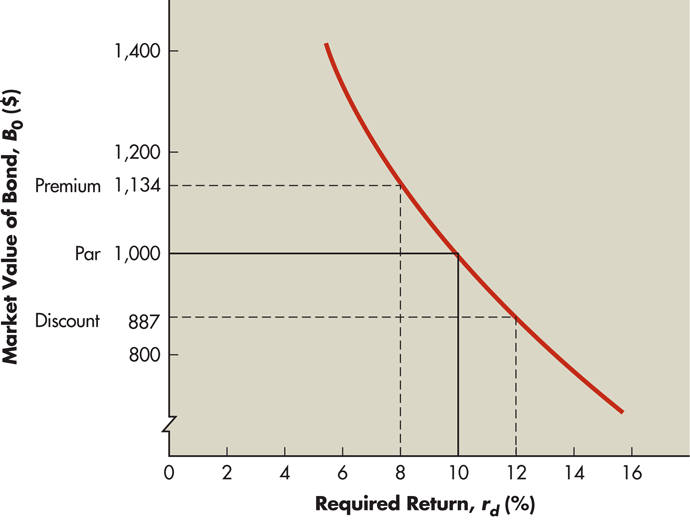 Market Value of Bond, B0 ($)
1,400
1,200
Premium 1,134
Par 1,000
Discount 887
800
0 2 4 6 8 10 12 14 16
Required Return, rd (%)